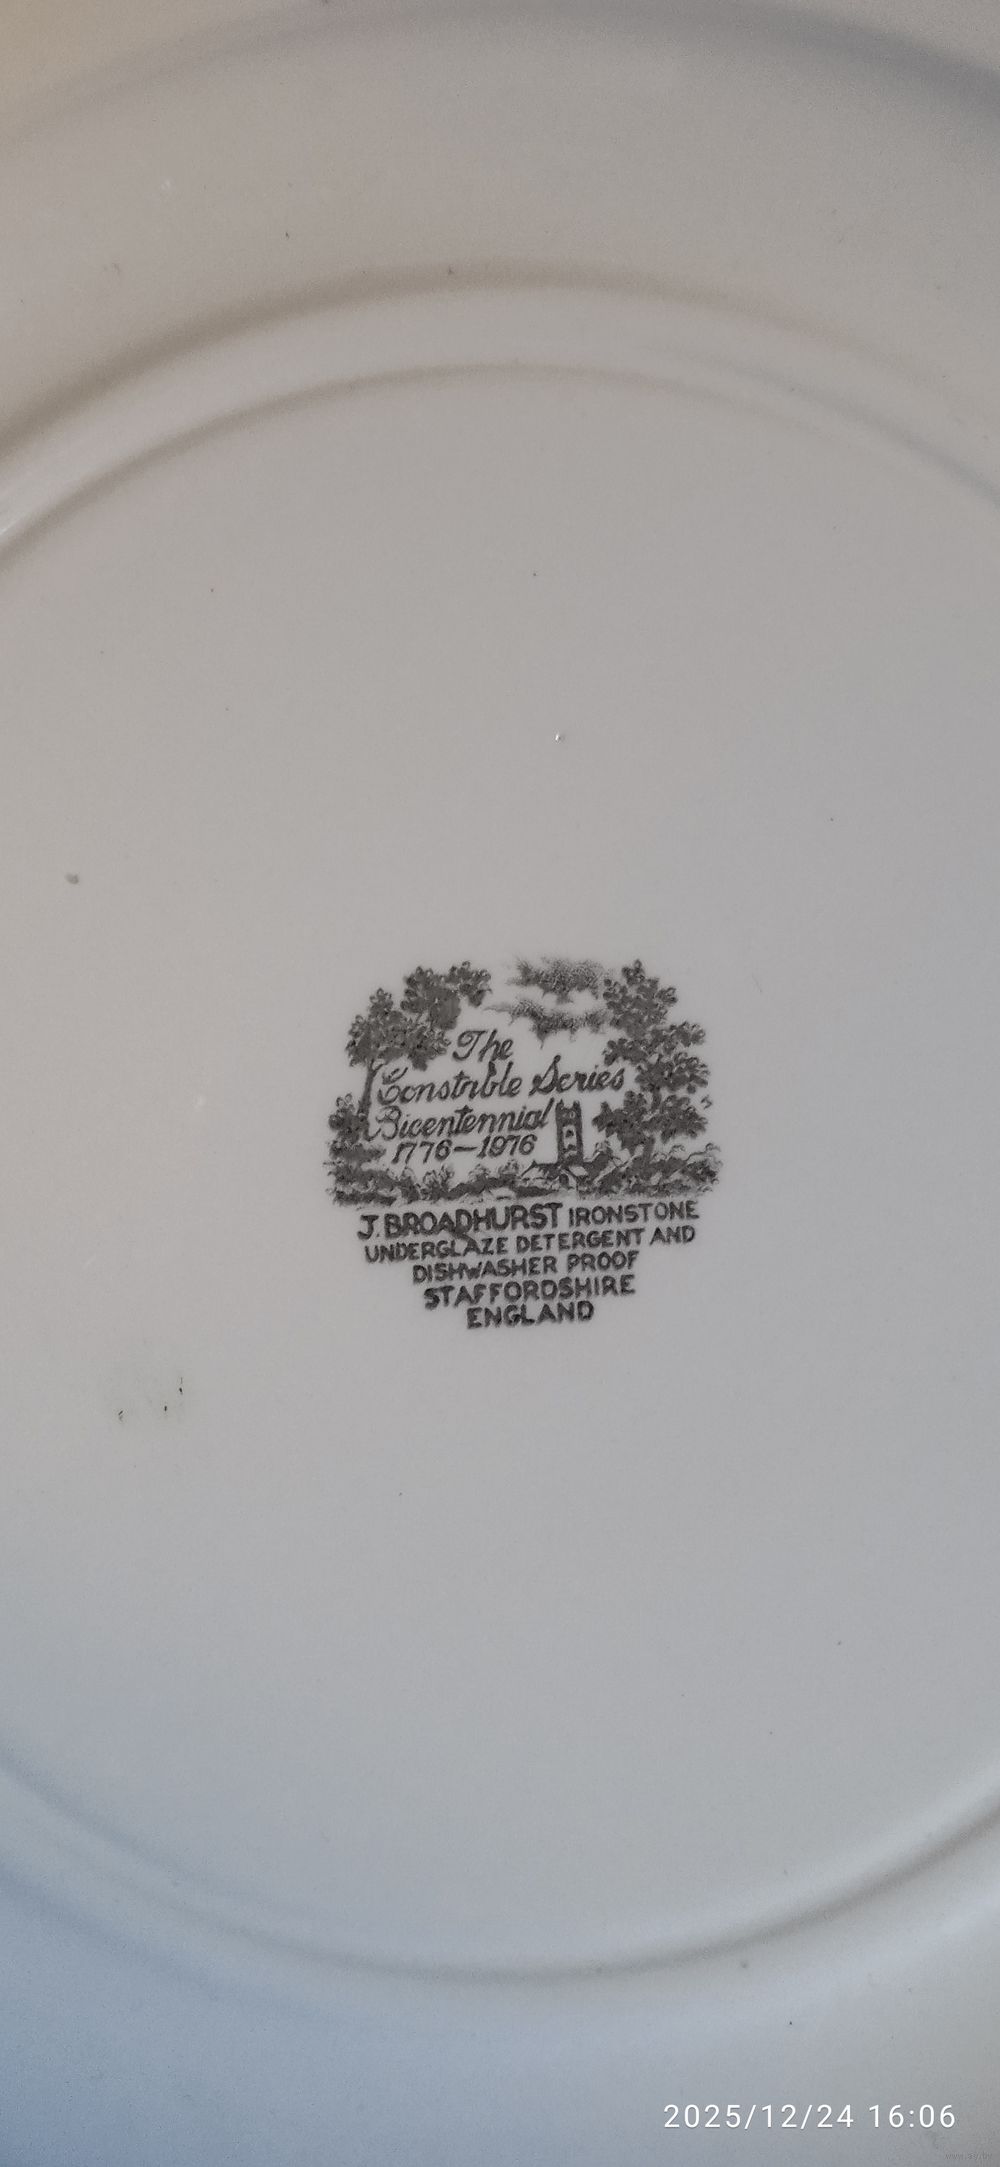 The
Constable Series
Bicentennial
1776-1976
J. BROADHURST IRONSTONE
UNDERGLAZE DETERGENT AND
DISHWASHER PROOF
STAFFORDSHIRE
ENGLAND
2025/12/24 16:06